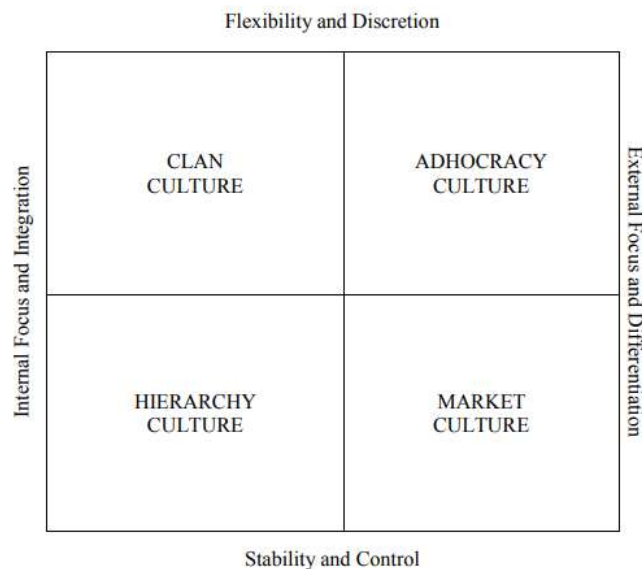 Flexibility and Discretion
CLAN
CULTURE
ADHOCRACY
CULTURE
Internal Focus and Integration
External Focus and Differentiation
HIERARCHY
CULTURE
MARKET
CULTURE
Stability and Control